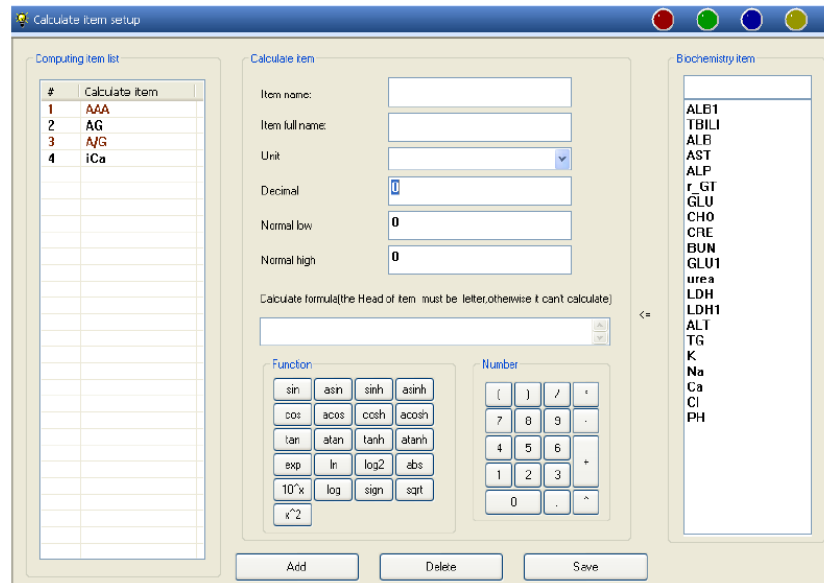 Calculate item setup
Computing item list
# Calculate item
1 AAA
2 AG
3 A/G
4 iCa
Calculate item
Item name:
Item full name:
Unit
Decimal 0
Normal low 0
Normal high 0
Calculate formula(the Head of item must be letter,otherwise it can't calculate)
Function
sin asin sinh asinh
cos acos cosh acosh
tan atan tanh atanh
exp ln log2 abs
10^x log sign sqrt
x^2
Number
( ) / *
7 8 9 -
4 5 6 +
1 2 3
0 . ^
<=
Biochemistry item
ALB1
TBILI
ALB
AST
ALP
r_GT
GLU
CHO
CRE
BUN
GLU1
urea
LDH
LDH1
ALT
TG
K
Na
Ca
Cl
PH
Add Delete Save